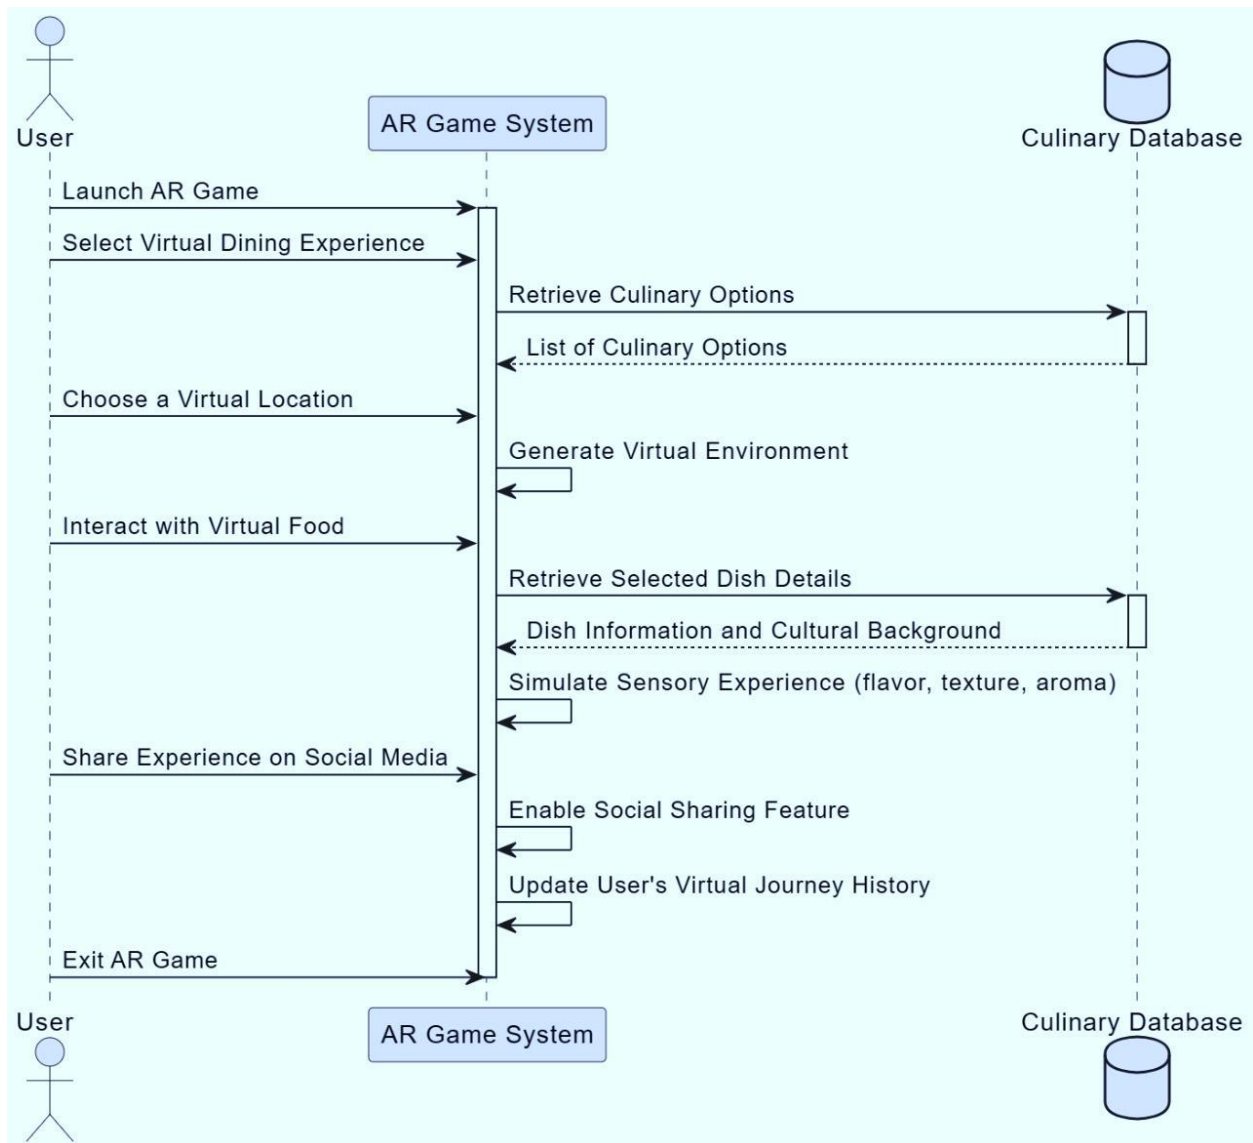 User
AR Game System
Culinary Database
Launch AR Game
Select Virtual Dining Experience
Retrieve Culinary Options
List of Culinary Options
Choose a Virtual Location
Generate Virtual Environment
Interact with Virtual Food
Retrieve Selected Dish Details
Dish Information and Cultural Background
Simulate Sensory Experience (flavor, texture, aroma)
Share Experience on Social Media
Enable Social Sharing Feature
Update User's Virtual Journey History
Exit AR Game
User
AR Game System
Culinary Database